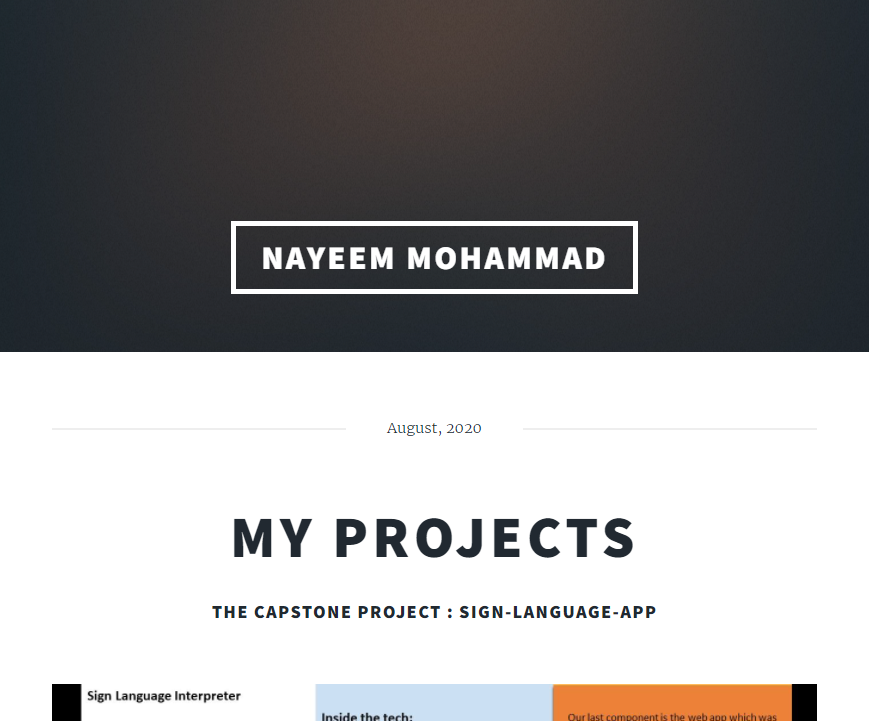 NAYEEM MOHAMMAD
August, 2020
MY PROJECTS
THE CAPSTONE PROJECT : SIGN-LANGUAGE-APP
Sign Language Interpreter
Inside the tech:
Our last component is the web app which was